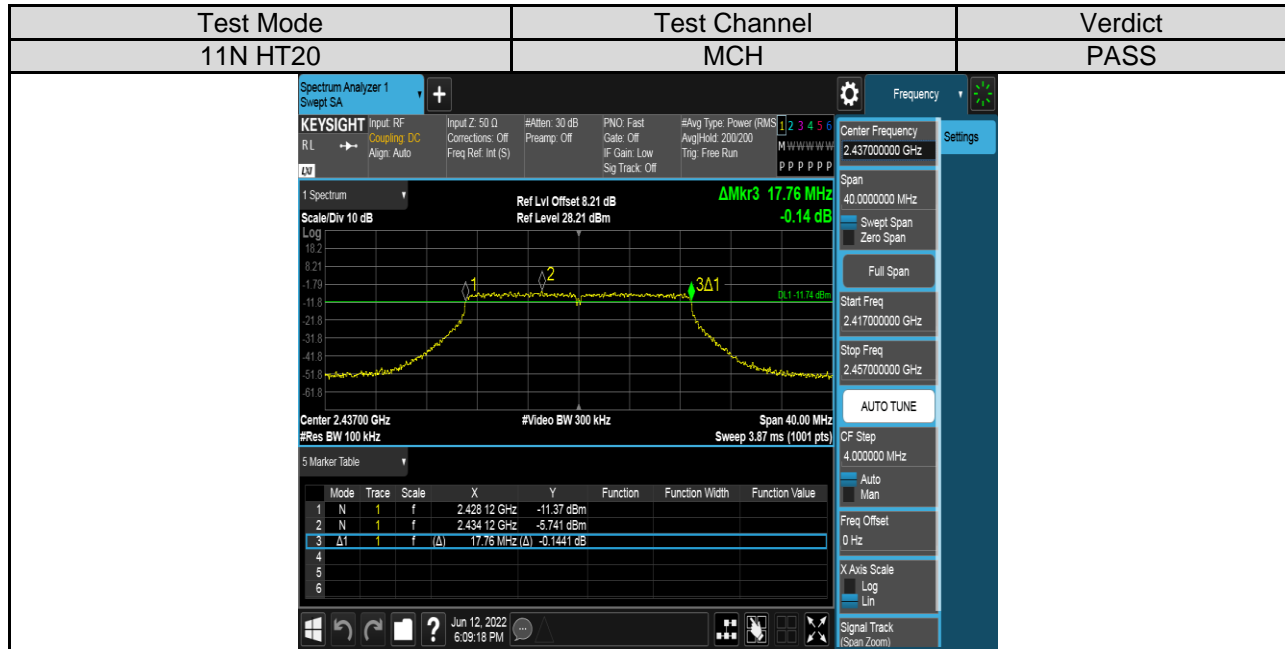 Test Mode Test Channel Verdict
11N HT20 MCH PASS
Spectrum Analyzer 1
Swept SA
+
Frequency
KEYSIGHT
RL
LXI
Input: RF
Coupling: DC
Align: Auto
Input Z: 50 Ω
Corrections: Off
Freq Ref: Int (S)
#Atten: 30 dB
Preamp: Off
PNO: Fast
Gate: Off
IF Gain: Low
Sig Track: Off
#Avg Type: Power (RMS
Avg|Hold: 200/200
Trig: Free Run
1 2 3 4 5 6
M W W W W W
P P P P P P
1 Spectrum
Scale/Div 10 dB
Ref Lvl Offset 8.21 dB
Ref Level 28.21 dBm
ΔMkr3 17.76 MHz
-0.14 dB
Log
18.2
8.21
-1.79
-11.8
-21.8
-31.8
-41.8
-51.8
-61.8
1
2
3Δ1
DL1 -11.74 dBm
Center 2.43700 GHz #Video BW 300 kHz Span 40.00 MHz
#Res BW 100 kHz Sweep 3.87 ms (1001 pts)
5 Marker Table
Mode Trace Scale X Y Function Function Width Function Value
1 N 1 f 2.428 12 GHz -11.37 dBm
2 N 1 f 2.434 12 GHz -5.741 dBm
3 Δ1 1 f (Δ) 17.76 MHz (Δ) -0.1441 dB
4
5
6
?
Jun 12, 2022
6:09:18 PM
Center Frequency
2.437000000 GHz
Settings
Span
40.0000000 MHz
Swept Span
Zero Span
Full Span
Start Freq
2.417000000 GHz
Stop Freq
2.457000000 GHz
AUTO TUNE
CF Step
4.000000 MHz
Auto
Man
Freq Offset
0 Hz
X Axis Scale
Log
Lin
Signal Track
(Span Zoom)